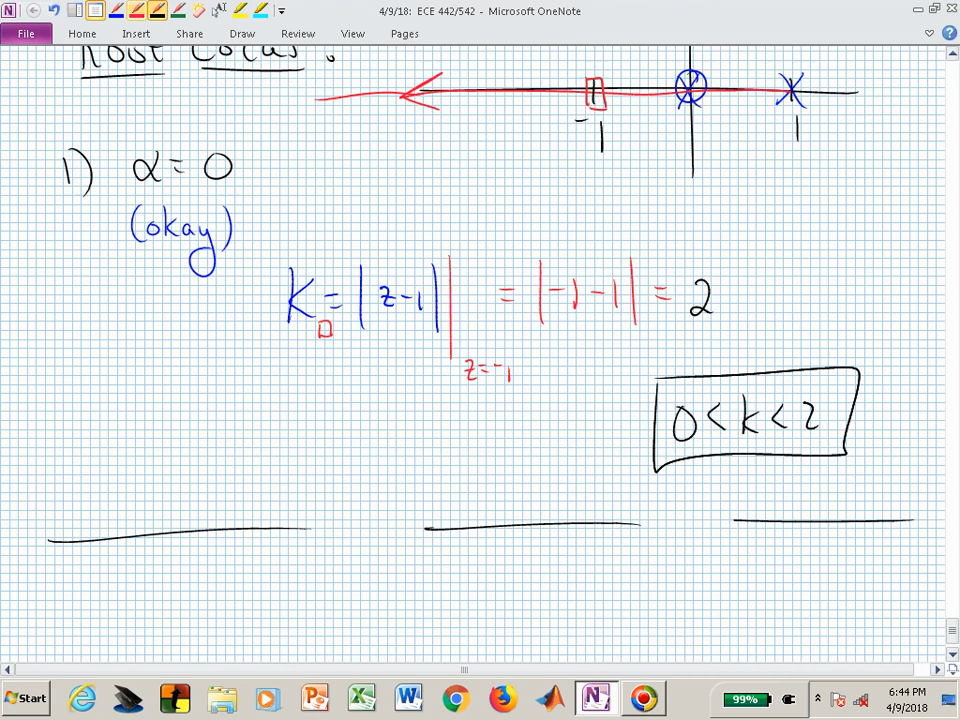 4/9/18: ECE 442/542 - Microsoft OneNote
File Home Insert Share Draw Review View Pages
Root Locus:
-1 1
1) α = 0
(okay)
K□ = |z-1| |z=-1 = |-1-1| = 2
0 < K < 2
Start
99%
6:44 PM
4/9/2018